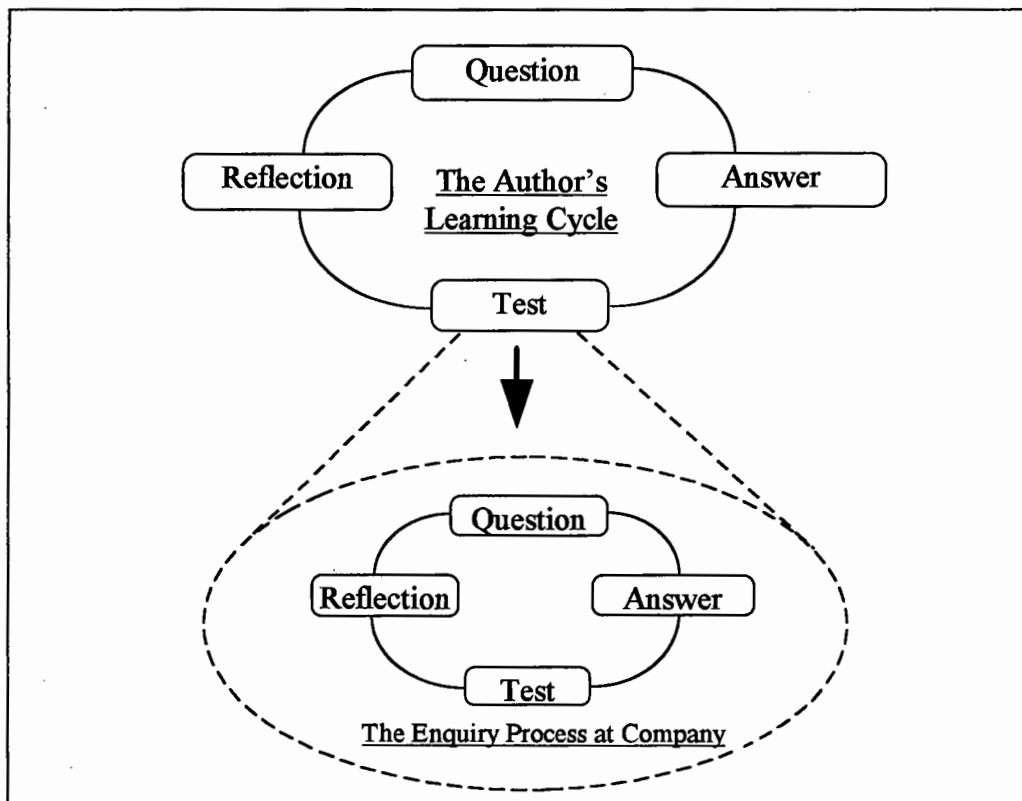 Question
Reflection
The Author's
Learning Cycle
Answer
Test
Question
Reflection
Answer
Test
The Enquiry Process at Company